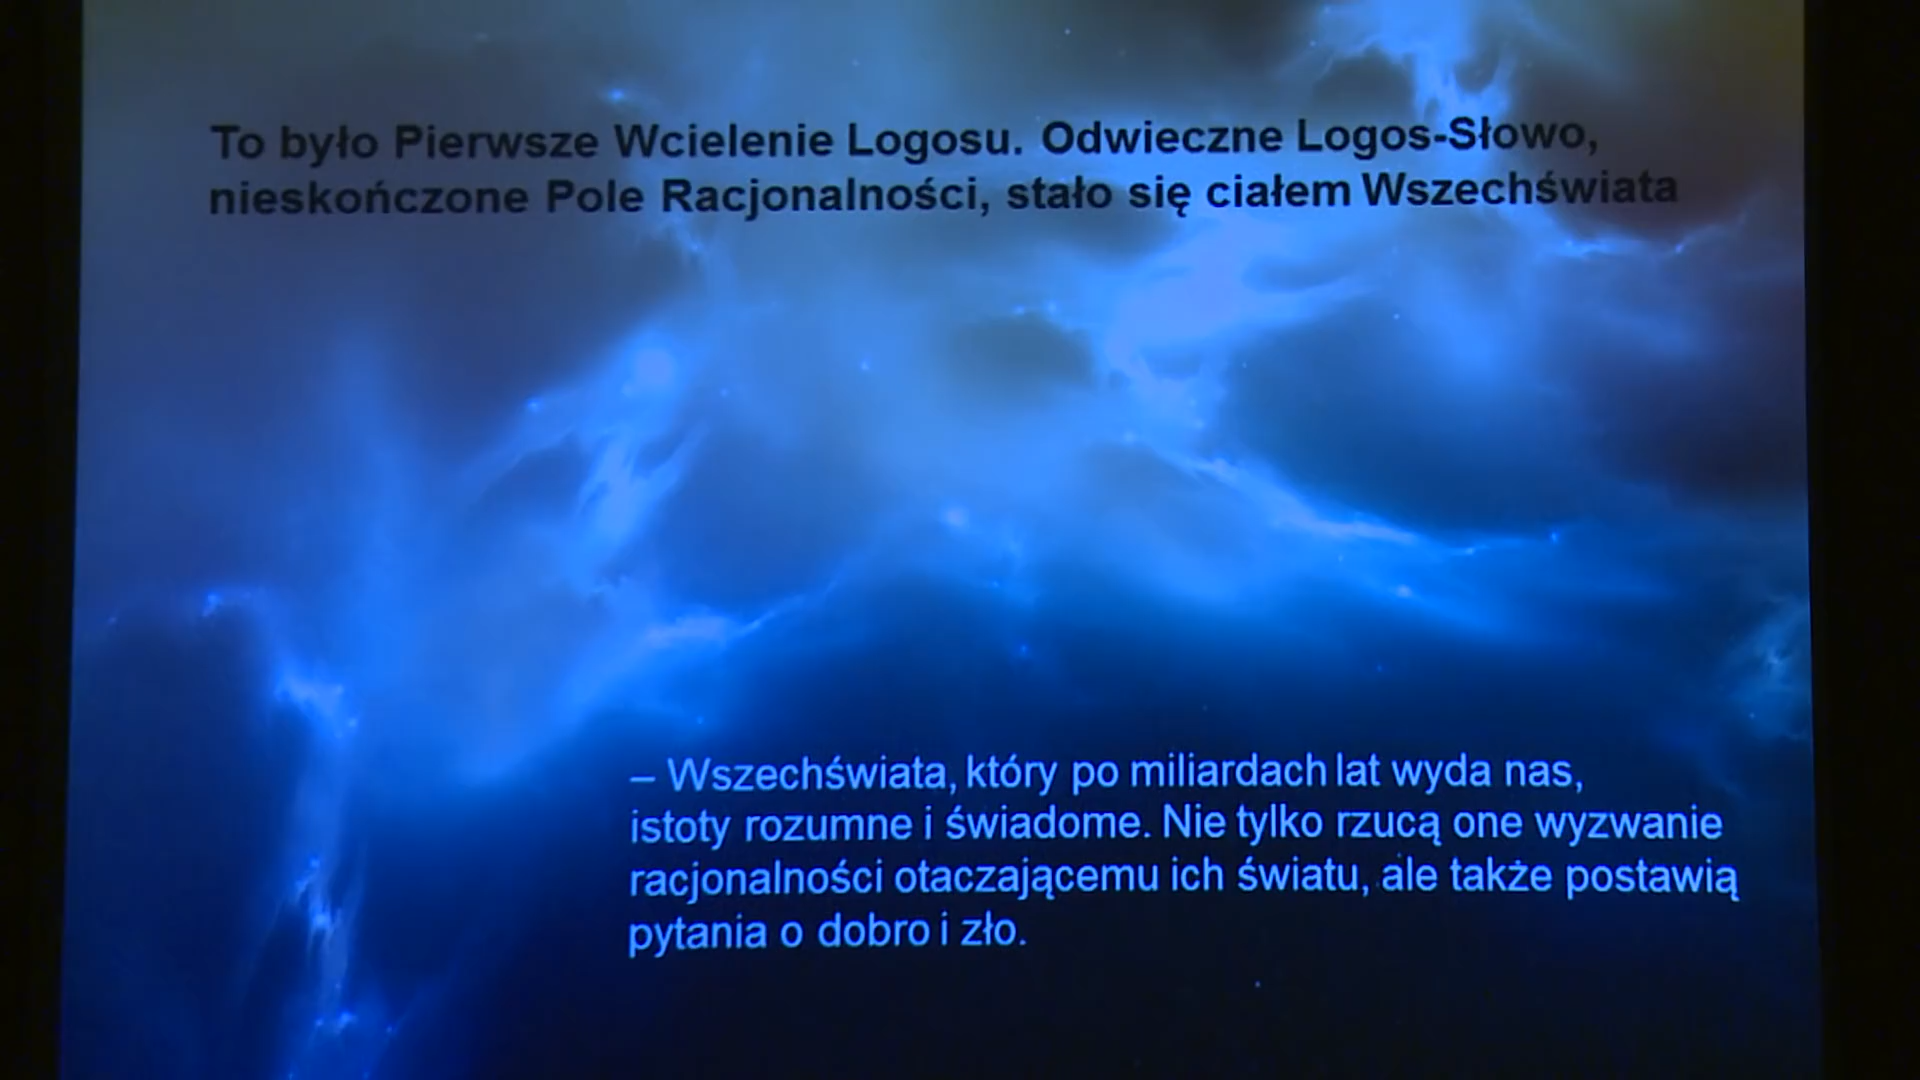 To było Pierwsze Wcielenie Logosu. Odwieczne Logos-Słowo,
nieskończone Pole Racjonalności, stało się ciałem Wszechświata
– Wszechświata, który po miliardach lat wyda nas,
istoty rozumne i świadome. Nie tylko rzucą one wyzwanie
racjonalności otaczającemu ich światu, ale także postawią
pytania o dobro i zło.